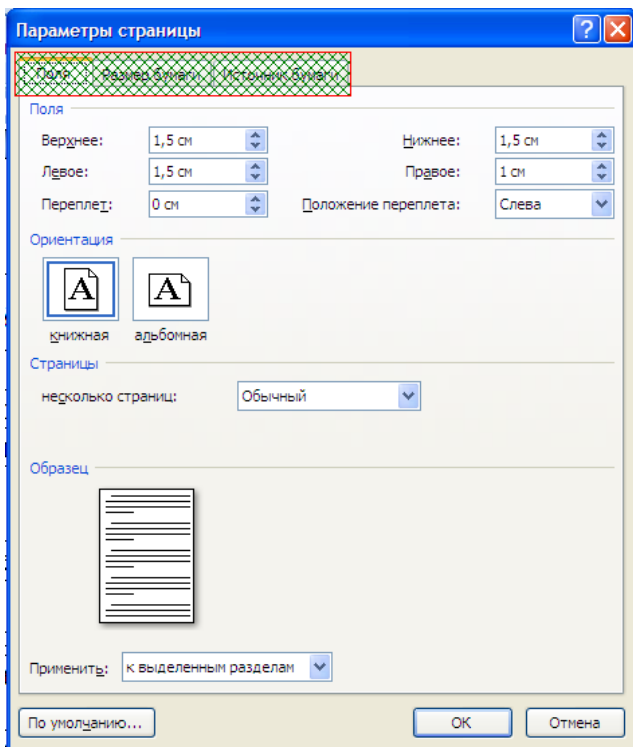 Параметры страницы
Поля Размер бумаги Источник бумаги
Поля
Верхнее: 1,5 см Нижнее: 1,5 см
Левое: 1,5 см Правое: 1 см
Переплет: 0 см Положение переплета: Слева
Ориентация
A A
книжная альбомная
Страницы
несколько страниц: Обычный
Образец
Применить: к выделенным разделам
По умолчанию... ОК Отмена